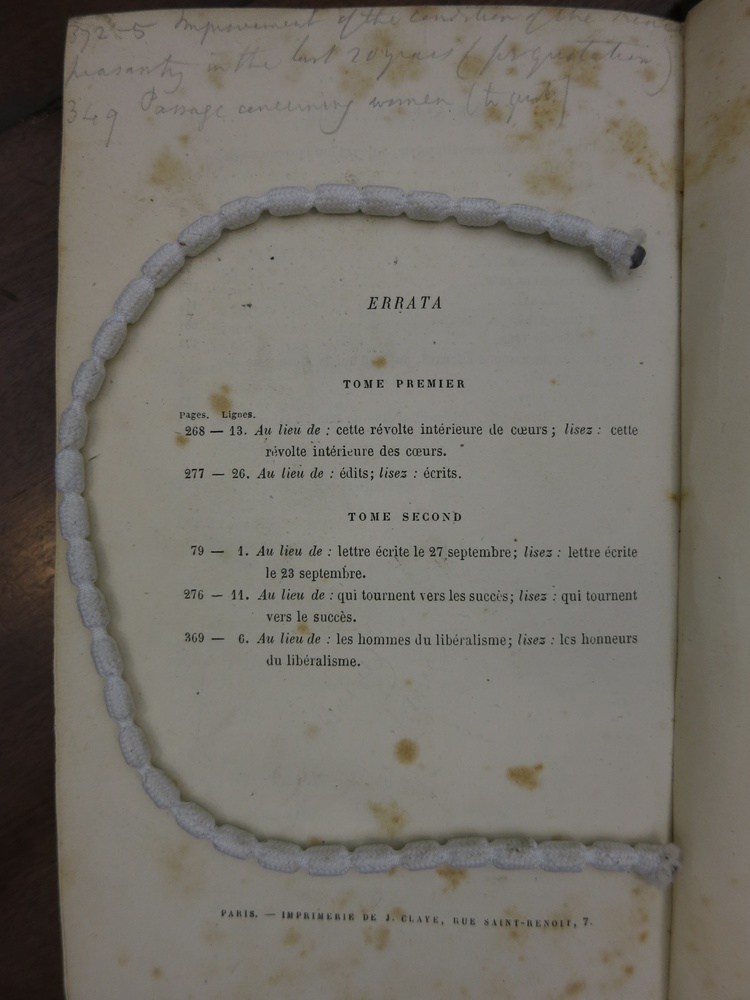 372-5 Improvement of the condition of the
peasantry in the last 20 years (for quotation)
349 Passage concerning women (to quote)
ERRATA
TOME PREMIER
Pages. Lignes.
268 — 13. Au lieu de : cette révolte intérieure de cœurs ; lisez : cette
révolte intérieure des cœurs.
277 — 26. Au lieu de : édits ; lisez : écrits.
TOME SECOND
79 — 1. Au lieu de : lettre écrite le 27 septembre ; lisez : lettre écrite
le 23 septembre.
276 — 11. Au lieu de : qui tournent vers les succès ; lisez : qui tournent
vers le succès.
369 — 6. Au lieu de : les hommes du libéralisme ; lisez : les honneurs
du libéralisme.
PARIS. — IMPRIMERIE DE J. CLAYE, RUE SAINT-BENOIT, 7.